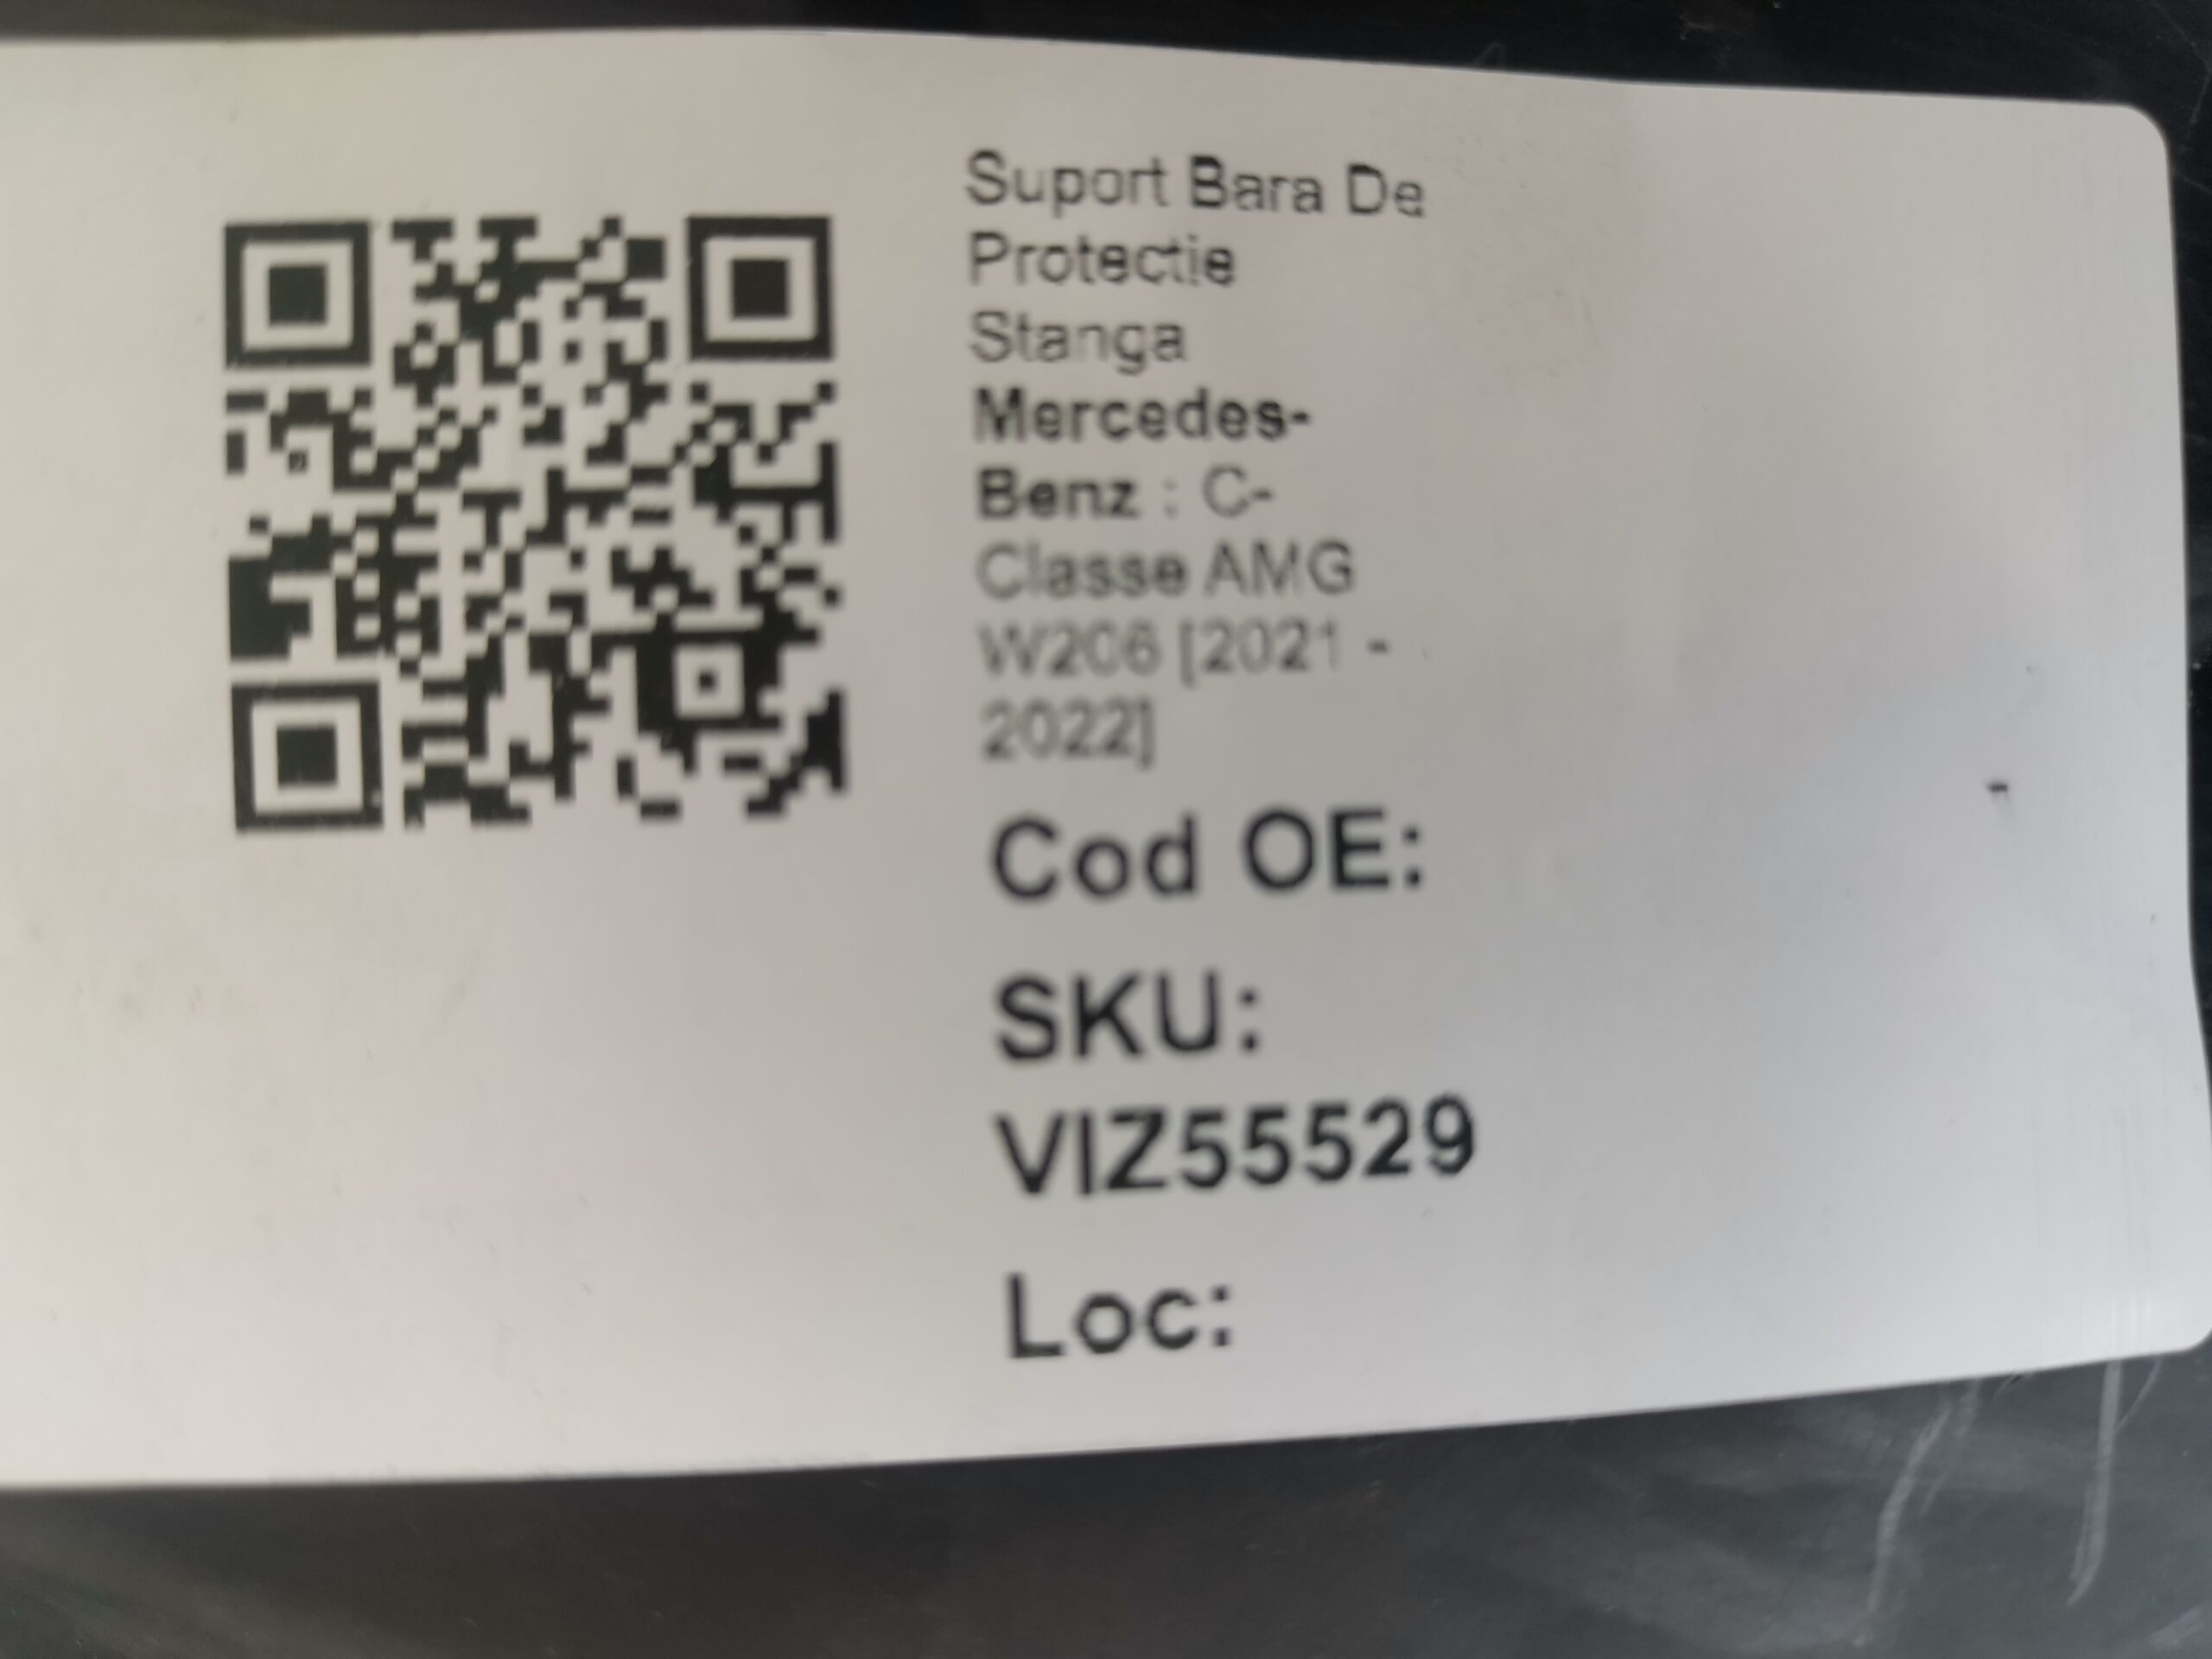 Suport Bara De
Protectie
Stanga
Mercedes-
Benz : C-
Classe AMG
W206 [2021 -
2022]
Cod OE:
SKU:
VIZ55529
Loc: